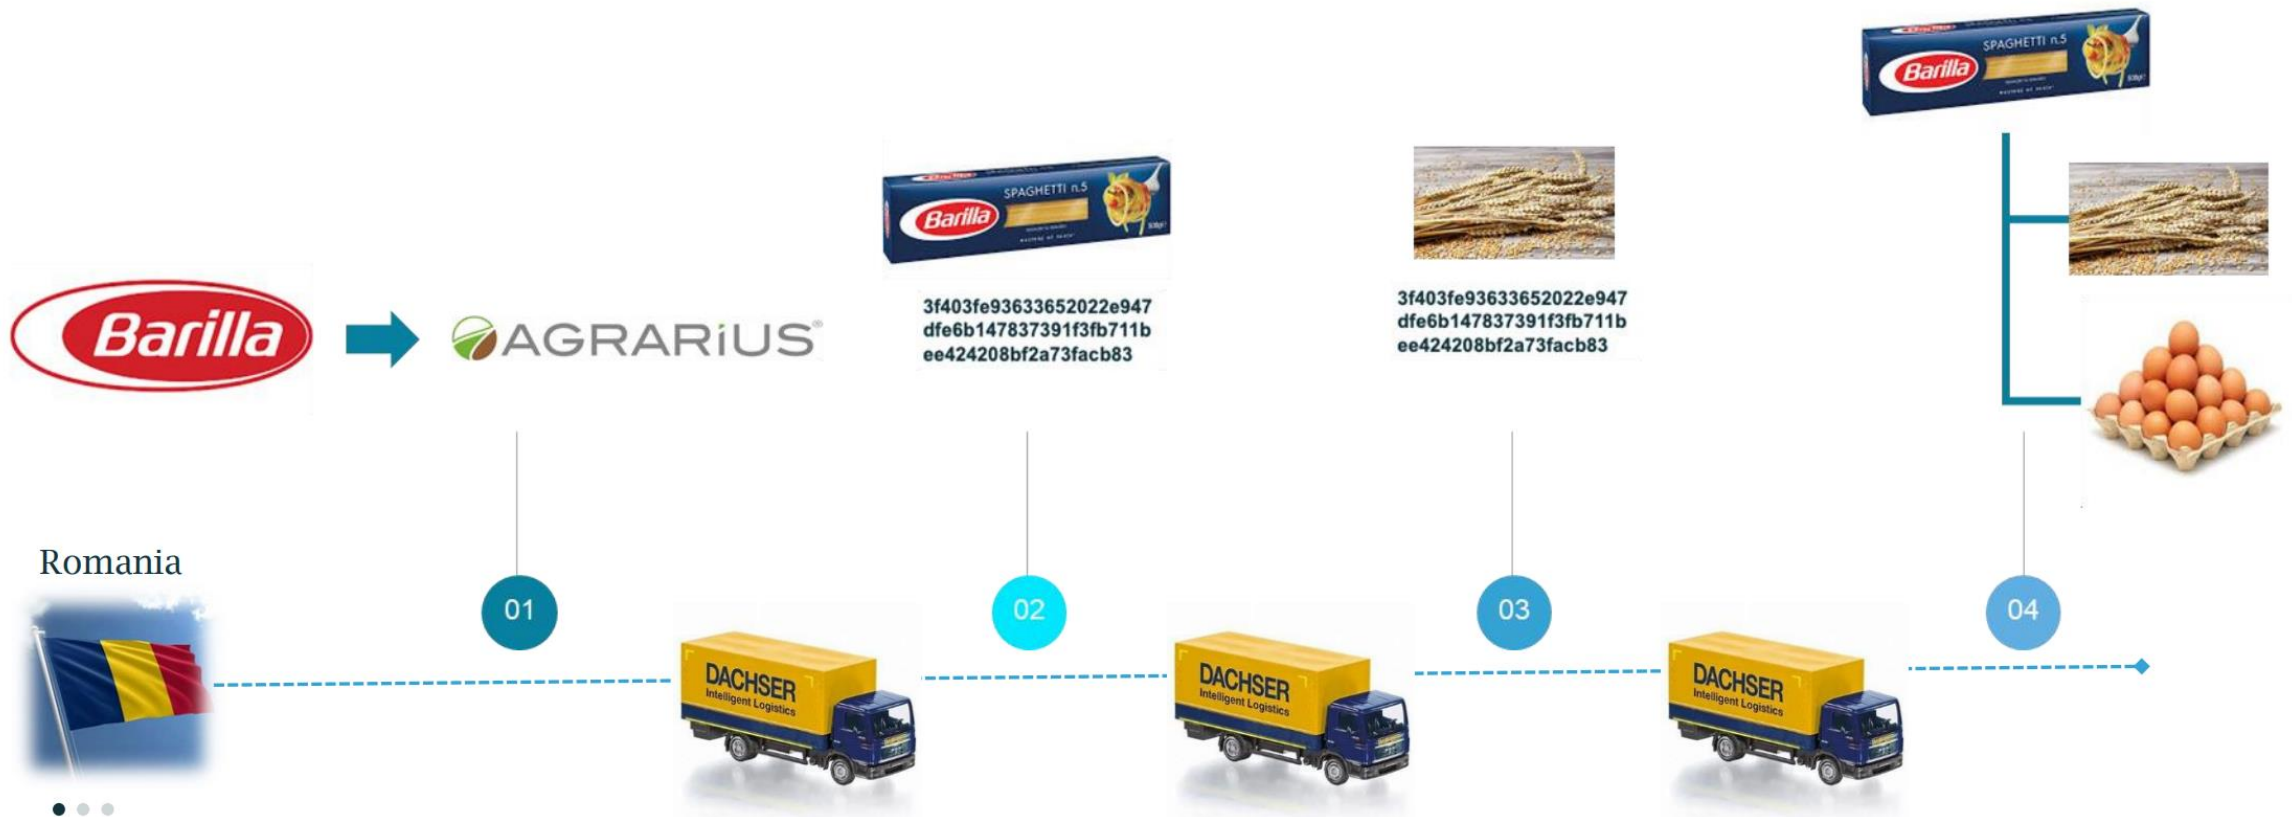 Barilla
SPAGHETTI n.5
Barilla
SPAGHETTI n.5
Barilla
AGRARiUS®
3f403fe93633652022e947
dfe6b147837391f3fb711b
ee424208bf2a73facb83
3f403fe93633652022e947
dfe6b147837391f3fb711b
ee424208bf2a73facb83
Romania
01
02
03
04
DACHSER
Intelligent Logistics
DACHSER
Intelligent Logistics
DACHSER
Intelligent Logistics